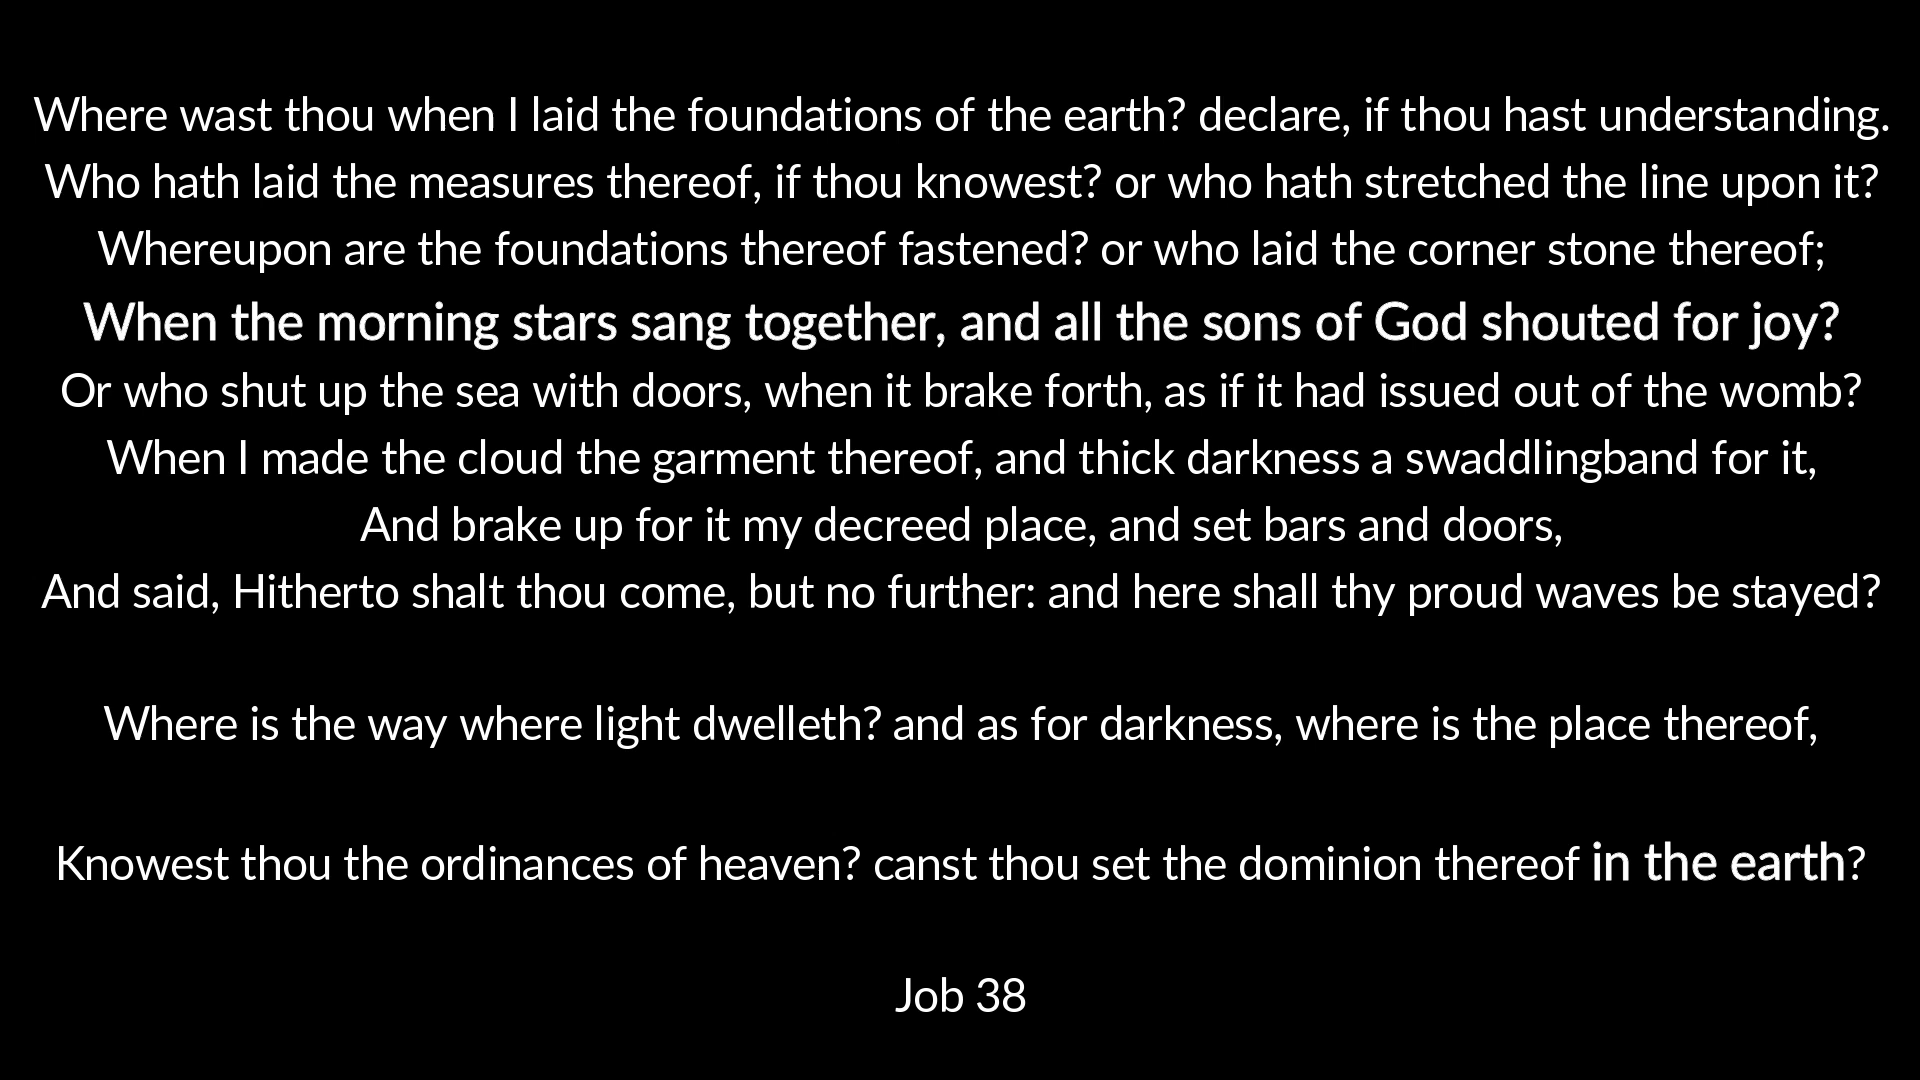 Where wast thou when I laid the foundations of the earth? declare, if thou hast understanding.
Who hath laid the measures thereof, if thou knowest? or who hath stretched the line upon it?
Whereupon are the foundations thereof fastened? or who laid the corner stone thereof;
When the morning stars sang together, and all the sons of God shouted for joy?
Or who shut up the sea with doors, when it brake forth, as if it had issued out of the womb?
When I made the cloud the garment thereof, and thick darkness a swaddlingband for it,
And brake up for it my decreed place, and set bars and doors,
And said, Hitherto shalt thou come, but no further: and here shall thy proud waves be stayed?
Where is the way where light dwelleth? and as for darkness, where is the place thereof,
Knowest thou the ordinances of heaven? canst thou set the dominion thereof in the earth?
Job 38